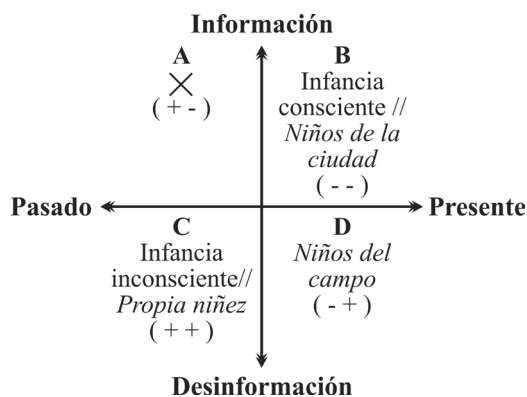 Información
A
( + - )
B
Infancia
consciente //
Niños de la
ciudad
( - - )
Pasado
Presente
C
Infancia
inconsciente//
Propia niñez
( + + )
D
Niños del
campo
( - + )
Desinformación